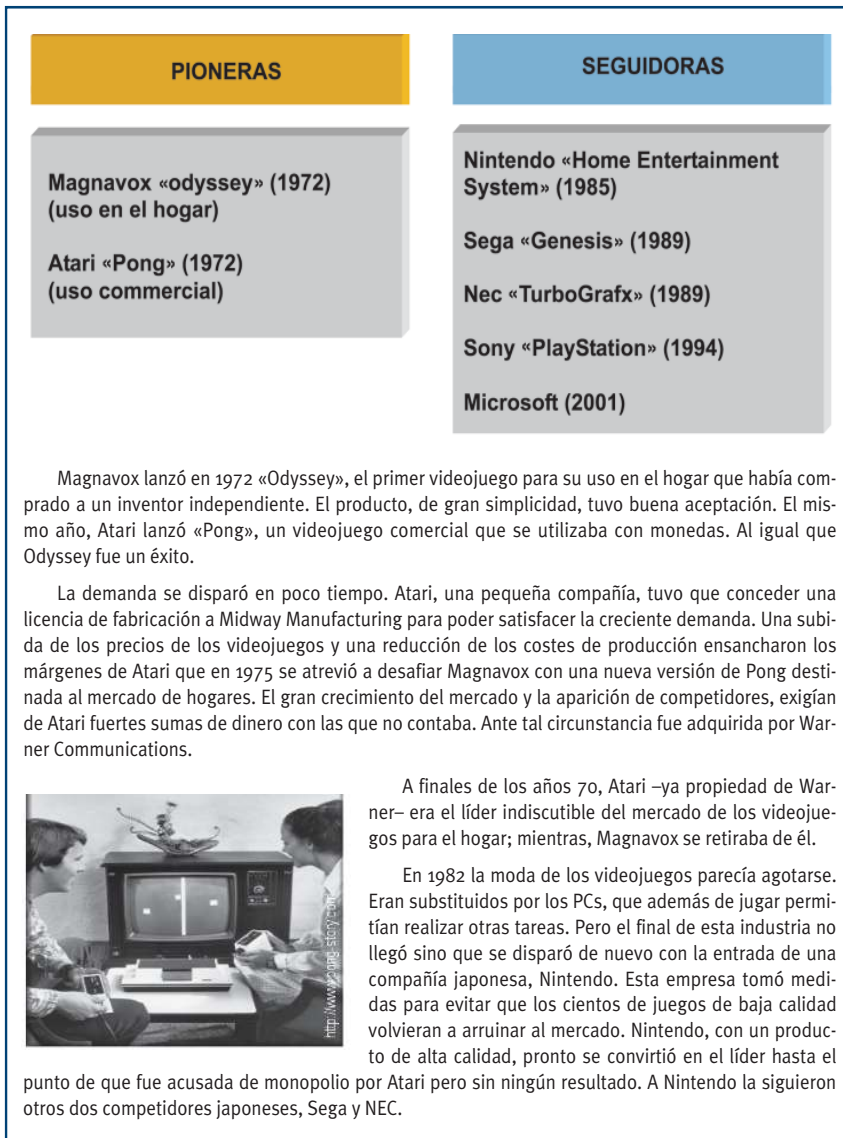 PIONERAS
Magnavox «odyssey» (1972)
(uso en el hogar)
Atari «Pong» (1972)
(uso commercial)
SEGUIDORAS
Nintendo «Home Entertainment
System» (1985)
Sega «Genesis» (1989)
Nec «TurboGrafx» (1989)
Sony «PlayStation» (1994)
Microsoft (2001)
Magnavox lanzó en 1972 «Odyssey», el primer videojuego para su uso en el hogar que había com-
prado a un inventor independiente. El producto, de gran simplicidad, tuvo buena aceptación. El mis-
mo año, Atari lanzó «Pong», un videojuego comercial que se utilizaba con monedas. Al igual que
Odyssey fue un éxito.
La demanda se disparó en poco tiempo. Atari, una pequeña compañía, tuvo que conceder una
licencia de fabricación a Midway Manufacturing para poder satisfacer la creciente demanda. Una subi-
da de los precios de los videojuegos y una reducción de los costes de producción ensancharon los
márgenes de Atari que en 1975 se atrevió a desafiar Magnavox con una nueva versión de Pong desti-
nada al mercado de hogares. El gran crecimiento del mercado y la aparición de competidores, exigían
de Atari fuertes sumas de dinero con las que no contaba. Ante tal circunstancia fue adquirida por War-
ner Communications.
A finales de los años 70, Atari –ya propiedad de War-
ner– era el líder indiscutible del mercado de los videojue-
gos para el hogar; mientras, Magnavox se retiraba de él.
En 1982 la moda de los videojuegos parecía agotarse.
Eran substituidos por los PCs, que además de jugar permi-
tían realizar otras tareas. Pero el final de esta industria no
llegó sino que se disparó de nuevo con la entrada de una
compañía japonesa, Nintendo. Esta empresa tomó medi-
das para evitar que los cientos de juegos de baja calidad
volvieran a arruinar al mercado. Nintendo, con un produc-
to de alta calidad, pronto se convirtió en el líder hasta el
punto de que fue acusada de monopolio por Atari pero sin ningún resultado. A Nintendo la siguieron
otros dos competidores japoneses, Sega y NEC.
http://www.pong-story.com